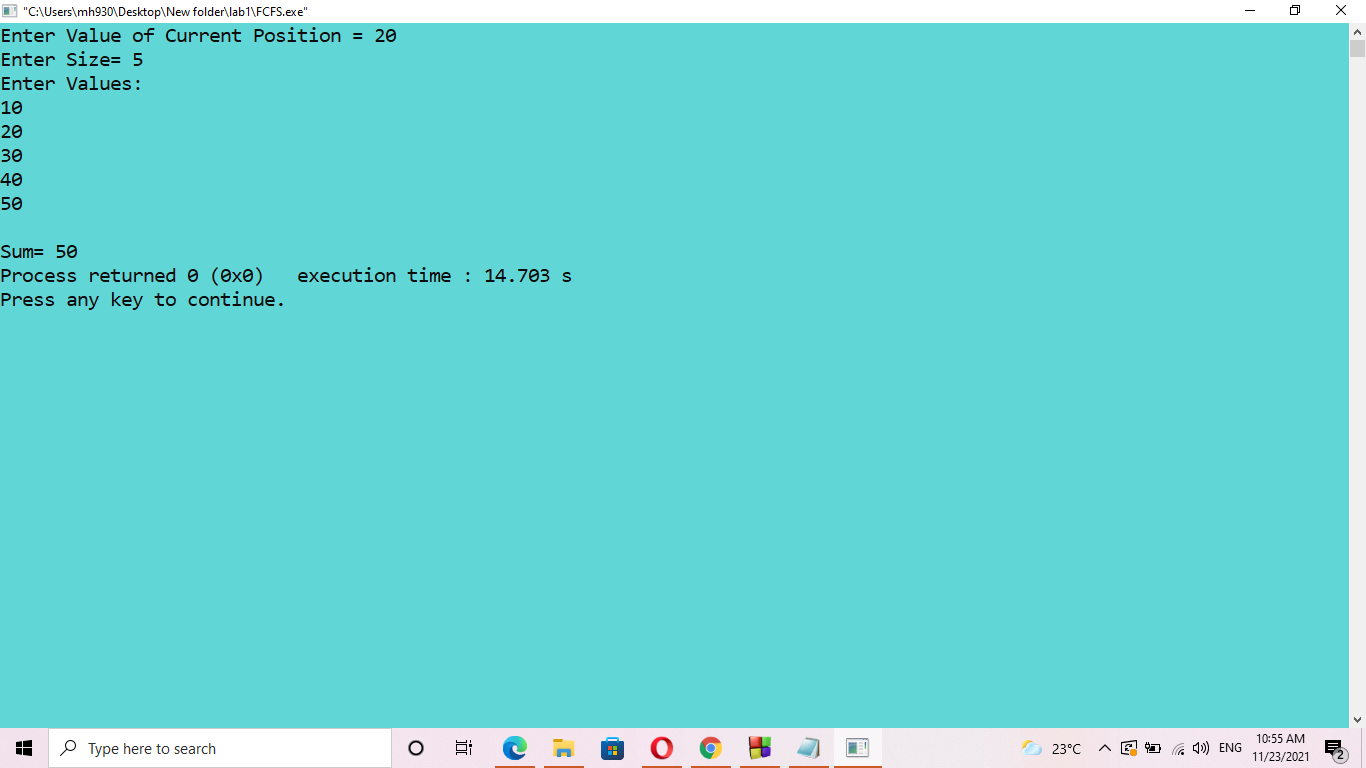 "C:\Users\mh930\Desktop\New folder\lab1\FCFS.exe"
Enter Value of Current Position = 20
Enter Size= 5
Enter Values:
10
20
30
40
50
Sum= 50
Process returned 0 (0x0)   execution time : 14.703 s
Press any key to continue.
Type here to search
23°C
ENG
10:55 AM
11/23/2021
2